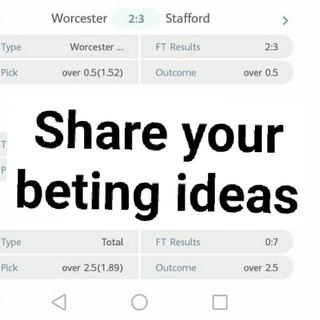 Worcester 2:3 Stafford
Type Worcester ... FT Results 2:3
Pick over 0.5(1.52) Outcome over 0.5
Share your
beting ideas
Type Total FT Results 0:7
Pick over 2.5(1.89) Outcome over 2.5